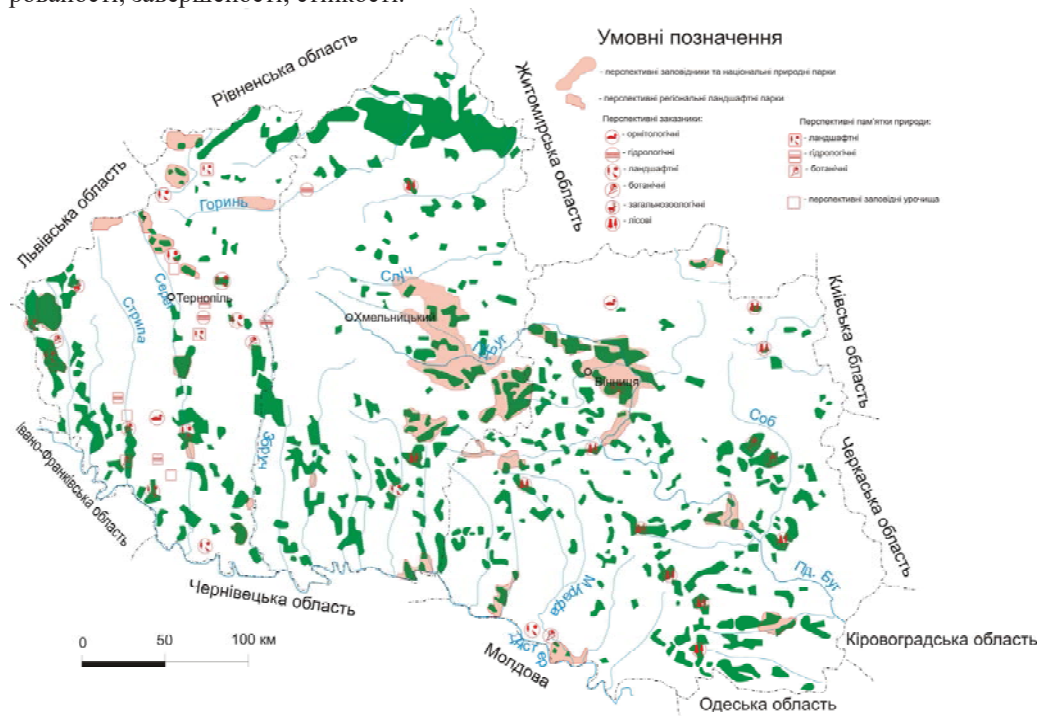 рованості, завершеності, стійкості.
Умовні позначення
- перспективні заповідники та національні природні парки
- перспективні регіональні ландшафтні парки
Перспективні заказники:
- орнітологічні
- гідрологічні
- ландшафтні
- ботанічні
- загальнозоологічні
- лісові
Перспективні пам'ятки природи:
- ландшафтні
- гідрологічні
- ботанічні
- перспективні заповідні урочища
Рівненська область
Житомирська область
Львівська область
Київська область
Черкаська область
Івано-Франківська область
Чернівецька область
Молдова
Одеська область
Кіровоградська область
Горинь
Случ
Серет
Стрипа
Тернопіль
Хмельницький
Вінниця
Збруч
Соб
Пд. Буг
Мурафа
0 50 100 км